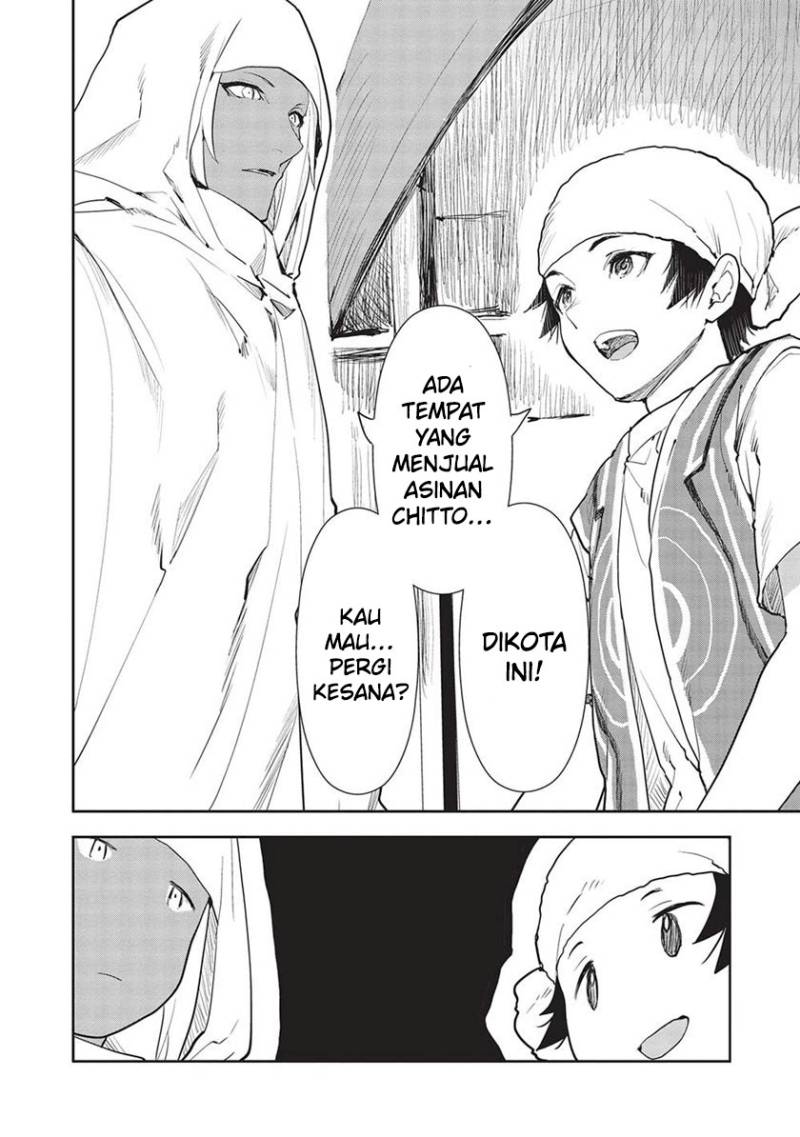 ADA
TEMPAT
YANG
MENJUAL
ASINAN
CHITTO...
DIKOTA
INI!
KAU
MAU...
PERGI
KESANA?